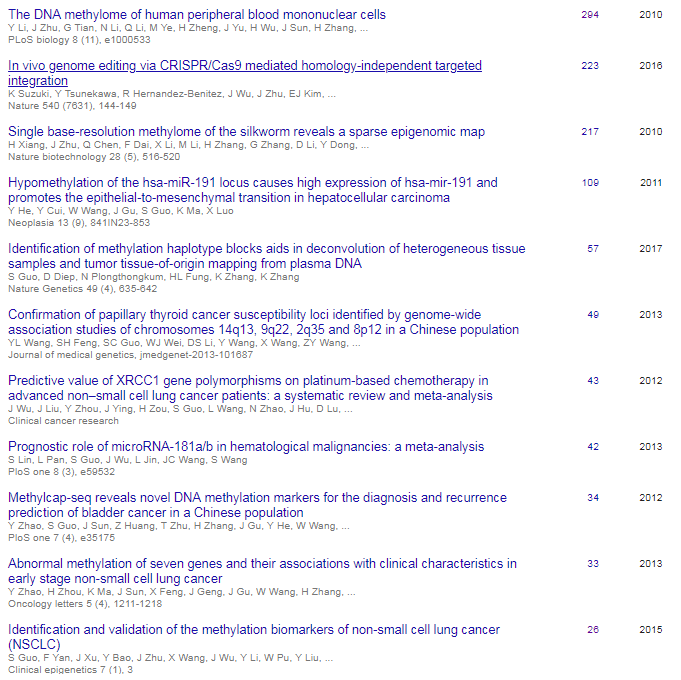 The DNA methylome of human peripheral blood mononuclear cells 294 2010
Y Li, J Zhu, G Tian, N Li, Q Li, M Ye, H Zheng, J Yu, H Wu, J Sun, H Zhang, ...
PLoS biology 8 (11), e1000533
In vivo genome editing via CRISPR/Cas9 mediated homology-independent targeted 223 2016
integration
K Suzuki, Y Tsunekawa, R Hernandez-Benitez, J Wu, J Zhu, EJ Kim, ...
Nature 540 (7631), 144-149
Single base-resolution methylome of the silkworm reveals a sparse epigenomic map 217 2010
H Xiang, J Zhu, Q Chen, F Dai, X Li, M Li, H Zhang, G Zhang, D Li, Y Dong, ...
Nature biotechnology 28 (5), 516-520
Hypomethylation of the hsa-miR-191 locus causes high expression of hsa-mir-191 and 109 2011
promotes the epithelial-to-mesenchymal transition in hepatocellular carcinoma
Y He, Y Cui, W Wang, J Gu, S Guo, K Ma, X Luo
Neoplasia 13 (9), 841IN23-853
Identification of methylation haplotype blocks aids in deconvolution of heterogeneous tissue 57 2017
samples and tumor tissue-of-origin mapping from plasma DNA
S Guo, D Diep, N Plongthongkum, HL Fung, K Zhang, K Zhang
Nature Genetics 49 (4), 635-642
Confirmation of papillary thyroid cancer susceptibility loci identified by genome-wide 49 2013
association studies of chromosomes 14q13, 9q22, 2q35 and 8p12 in a Chinese population
YL Wang, SH Feng, SC Guo, WJ Wei, DS Li, Y Wang, X Wang, ZY Wang, ...
Journal of medical genetics, jmedgenet-2013-101687
Predictive value of XRCC1 gene polymorphisms on platinum-based chemotherapy in 43 2012
advanced non–small cell lung cancer patients: a systematic review and meta-analysis
J Wu, J Liu, Y Zhou, J Ying, H Zou, S Guo, L Wang, N Zhao, J Hu, D Lu, ...
Clinical cancer research
Prognostic role of microRNA-181a/b in hematological malignancies: a meta-analysis 42 2013
S Lin, L Pan, S Guo, J Wu, L Jin, JC Wang, S Wang
PloS one 8 (3), e59532
Methylcap-seq reveals novel DNA methylation markers for the diagnosis and recurrence 34 2012
prediction of bladder cancer in a Chinese population
Y Zhao, S Guo, J Sun, Z Huang, T Zhu, H Zhang, J Gu, Y He, W Wang, ...
PLoS one 7 (4), e35175
Abnormal methylation of seven genes and their associations with clinical characteristics in 33 2013
early stage non-small cell lung cancer
Y Zhao, H Zhou, K Ma, J Sun, X Feng, J Geng, J Gu, W Wang, H Zhang, ...
Oncology letters 5 (4), 1211-1218
Identification and validation of the methylation biomarkers of non-small cell lung cancer 26 2015
(NSCLC)
S Guo, F Yan, J Xu, Y Bao, J Zhu, X Wang, J Wu, Y Li, W Pu, Y Liu, ...
Clinical epigenetics 7 (1), 3